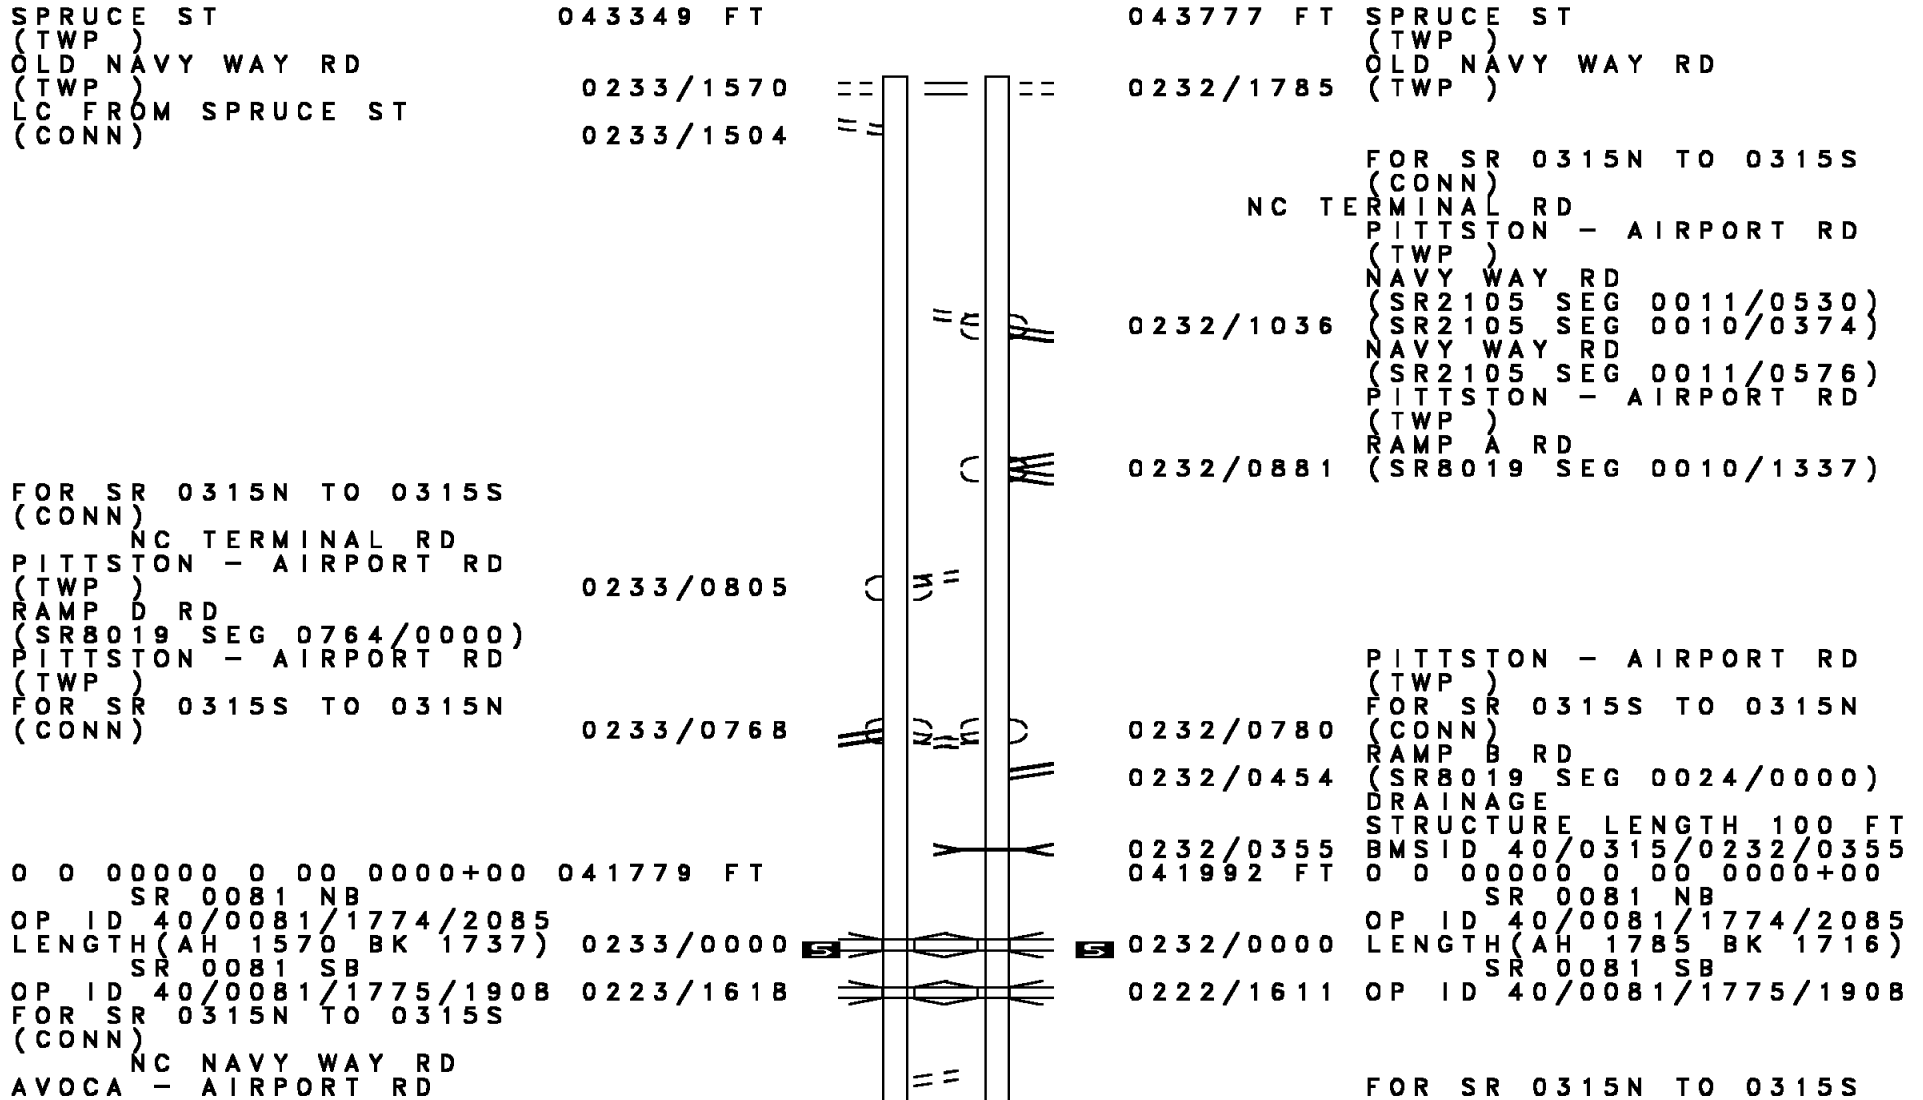 SPRUCE ST 043349 FT 043777 FT SPRUCE ST
(TWP ) (TWP )
OLD NAVY WAY RD OLD NAVY WAY RD
(TWP ) 0233/1570 0232/1785 (TWP )
LC FROM SPRUCE ST
(CONN) 0233/1504
FOR SR 0315N TO 0315S
(CONN)
NC TERMINAL RD
PITTSTON - AIRPORT RD
(TWP )
NAVY WAY RD
(SR2105 SEG 0011/0530)
0232/1036 (SR2105 SEG 0010/0374)
NAVY WAY RD
(SR2105 SEG 0011/0576)
PITTSTON - AIRPORT RD
(TWP )
RAMP A RD
0232/0881 (SR8019 SEG 0010/1337)
FOR SR 0315N TO 0315S
(CONN)
NC TERMINAL RD
PITTSTON - AIRPORT RD
(TWP ) 0233/0805
RAMP D RD
(SR8019 SEG 0764/0000)
PITTSTON - AIRPORT RD PITTSTON - AIRPORT RD
(TWP ) (TWP )
FOR SR 0315S TO 0315N FOR SR 0315S TO 0315N
(CONN) 0233/0768 0232/0780 (CONN)
RAMP B RD
0232/0454 (SR8019 SEG 0024/0000)
DRAINAGE
STRUCTURE LENGTH 100 FT
0232/0355 BMSID 40/0315/0232/0355
0 0 00000 0 00 0000+00 041779 FT 041992 FT 0 0 00000 0 00 0000+00
SR 0081 NB SR 0081 NB
OP ID 40/0081/1774/2085 OP ID 40/0081/1774/2085
LENGTH(AH 1570 BK 1737) 0233/0000 S S 0232/0000 LENGTH(AH 1785 BK 1716)
SR 0081 SB SR 0081 SB
OP ID 40/0081/1775/1908 0223/1618 0222/1611 OP ID 40/0081/1775/1908
FOR SR 0315N TO 0315S
(CONN)
NC NAVY WAY RD
AVOCA - AIRPORT RD FOR SR 0315N TO 0315S